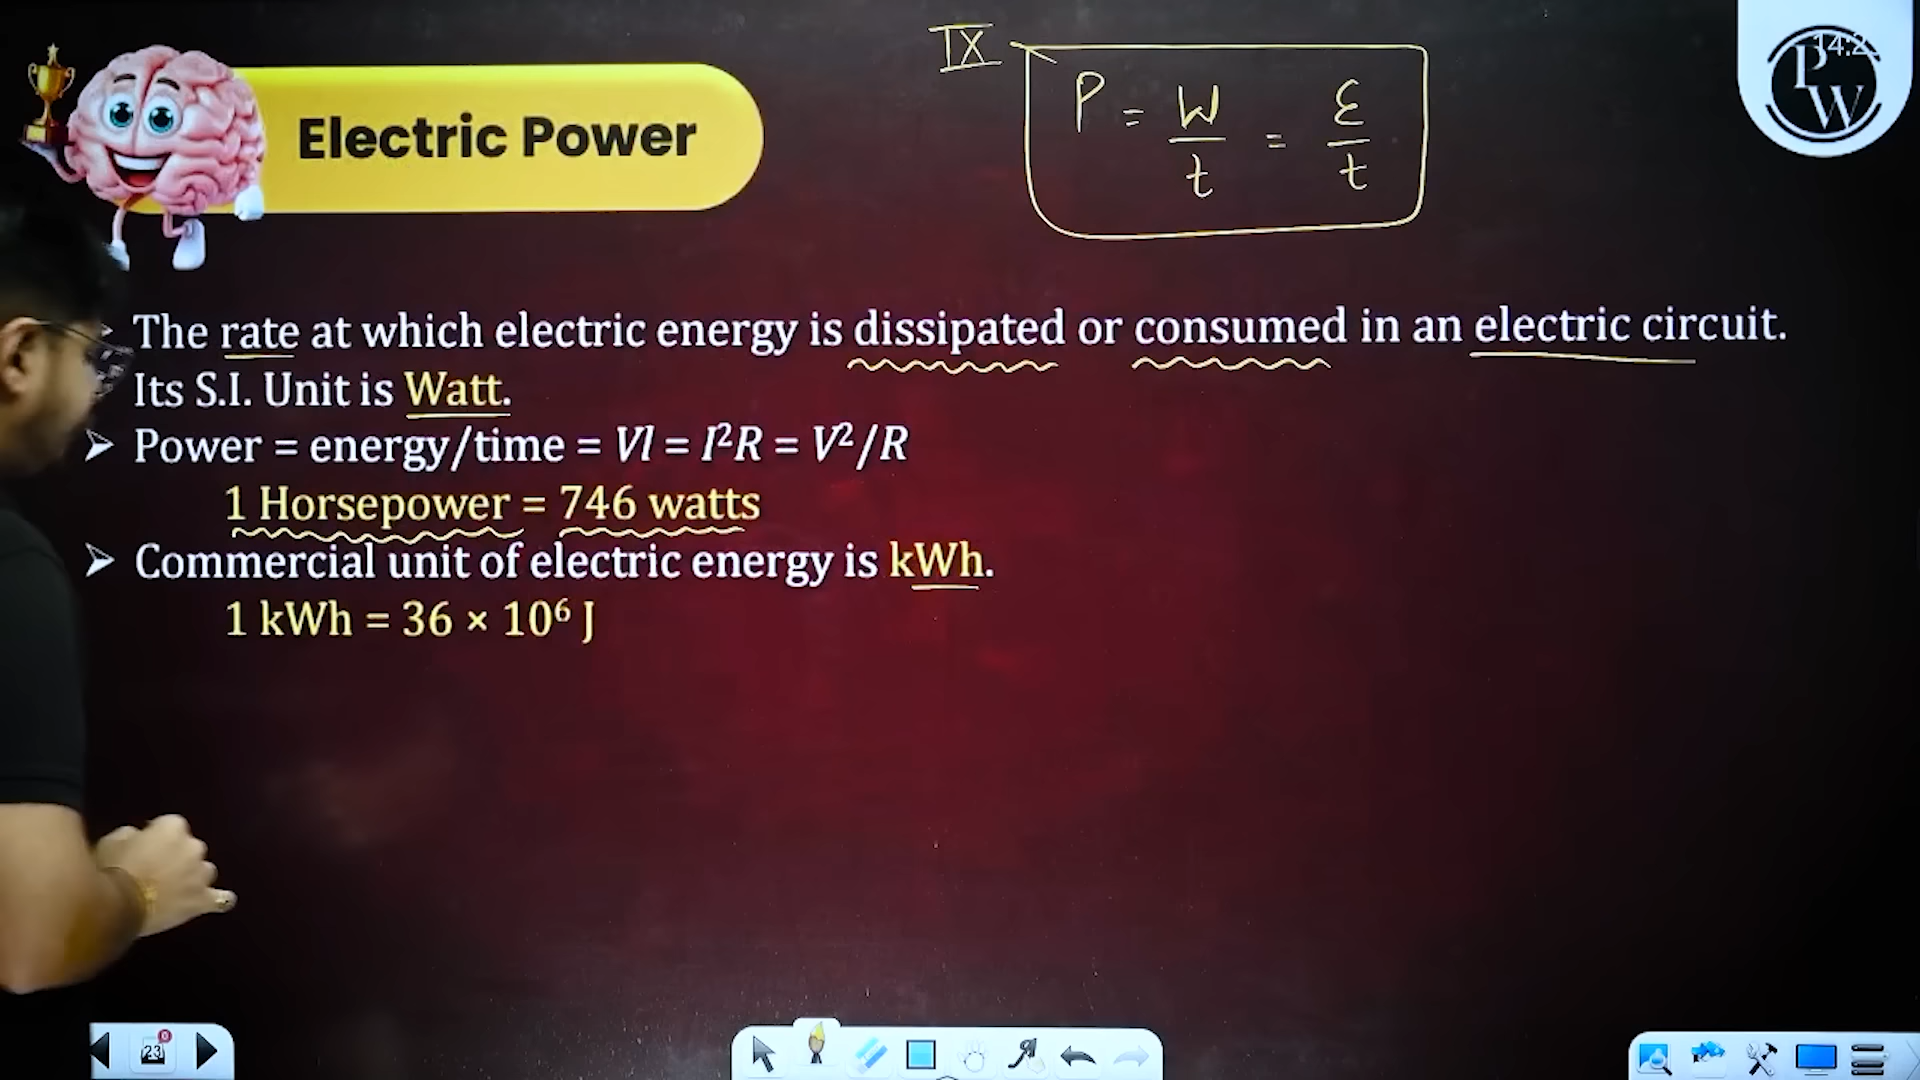 IX
P = W/t = ε/t
Electric Power
The rate at which electric energy is dissipated or consumed in an electric circuit.
Its S.I. Unit is Watt.
➤ Power = energy/time = VI = I²R = V²/R
1 Horsepower = 746 watts
➤ Commercial unit of electric energy is kWh.
1 kWh = 36 × 10⁶ J
PW
23